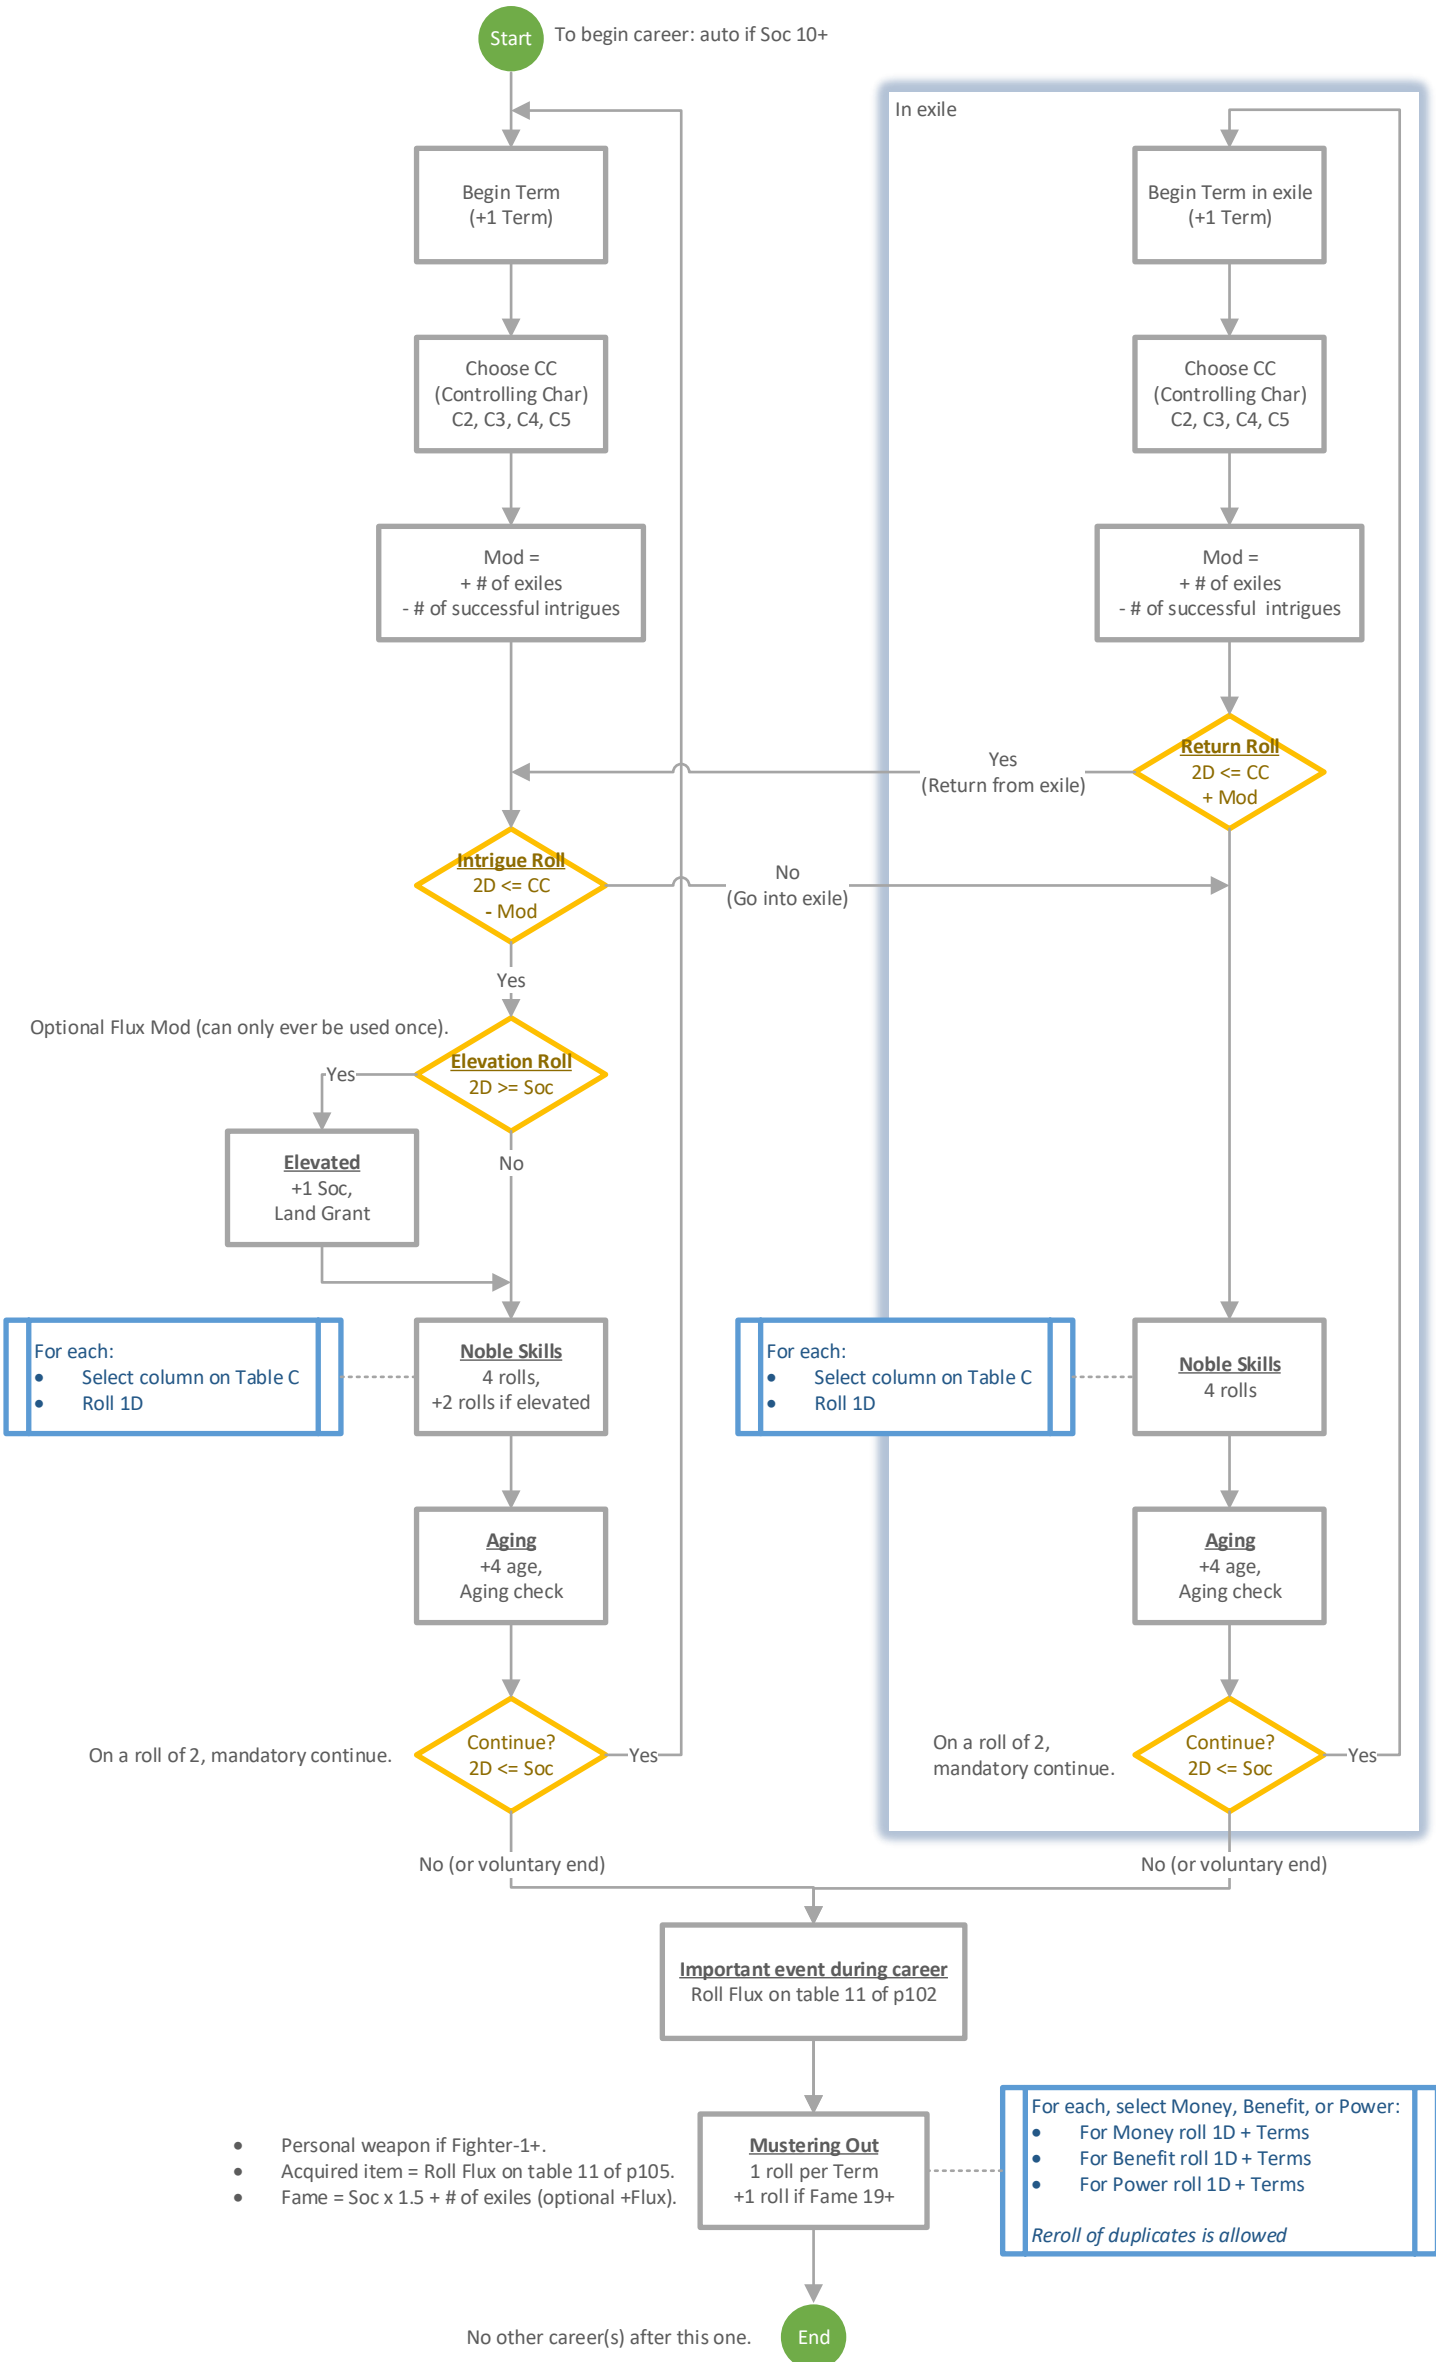 Start
To begin career: auto if Soc 10+
In exile
Begin Term
(+1 Term)
Begin Term in exile
(+1 Term)
Choose CC
(Controlling Char)
C2, C3, C4, C5
Choose CC
(Controlling Char)
C2, C3, C4, C5
Mod =
+ # of exiles
- # of successful intrigues
Mod =
+ # of exiles
- # of successful  intrigues
Return Roll
2D <= CC
+ Mod
Yes
(Return from exile)
Intrigue Roll
2D <= CC
- Mod
No
(Go into exile)
Yes
Optional Flux Mod (can only ever be used once).
Elevation Roll
2D >= Soc
Yes
Elevated
+1 Soc,
Land Grant
No
For each:
• Select column on Table C
• Roll 1D
Noble Skills
4 rolls,
+2 rolls if elevated
For each:
• Select column on Table C
• Roll 1D
Noble Skills
4 rolls
Aging
+4 age,
Aging check
Aging
+4 age,
Aging check
On a roll of 2, mandatory continue.
Continue?
2D <= Soc
Yes
On a roll of 2,
mandatory continue.
Continue?
2D <= Soc
Yes
No (or voluntary end)
No (or voluntary end)
Important event during career
Roll Flux on table 11 of p102
• Personal weapon if Fighter-1+.
• Acquired item = Roll Flux on table 11 of p105.
• Fame = Soc x 1.5 + # of exiles (optional +Flux).
Mustering Out
1 roll per Term
+1 roll if Fame 19+
For each, select Money, Benefit, or Power:
• For Money roll 1D + Terms
• For Benefit roll 1D + Terms
• For Power roll 1D + Terms
Reroll of duplicates is allowed
No other career(s) after this one.
End